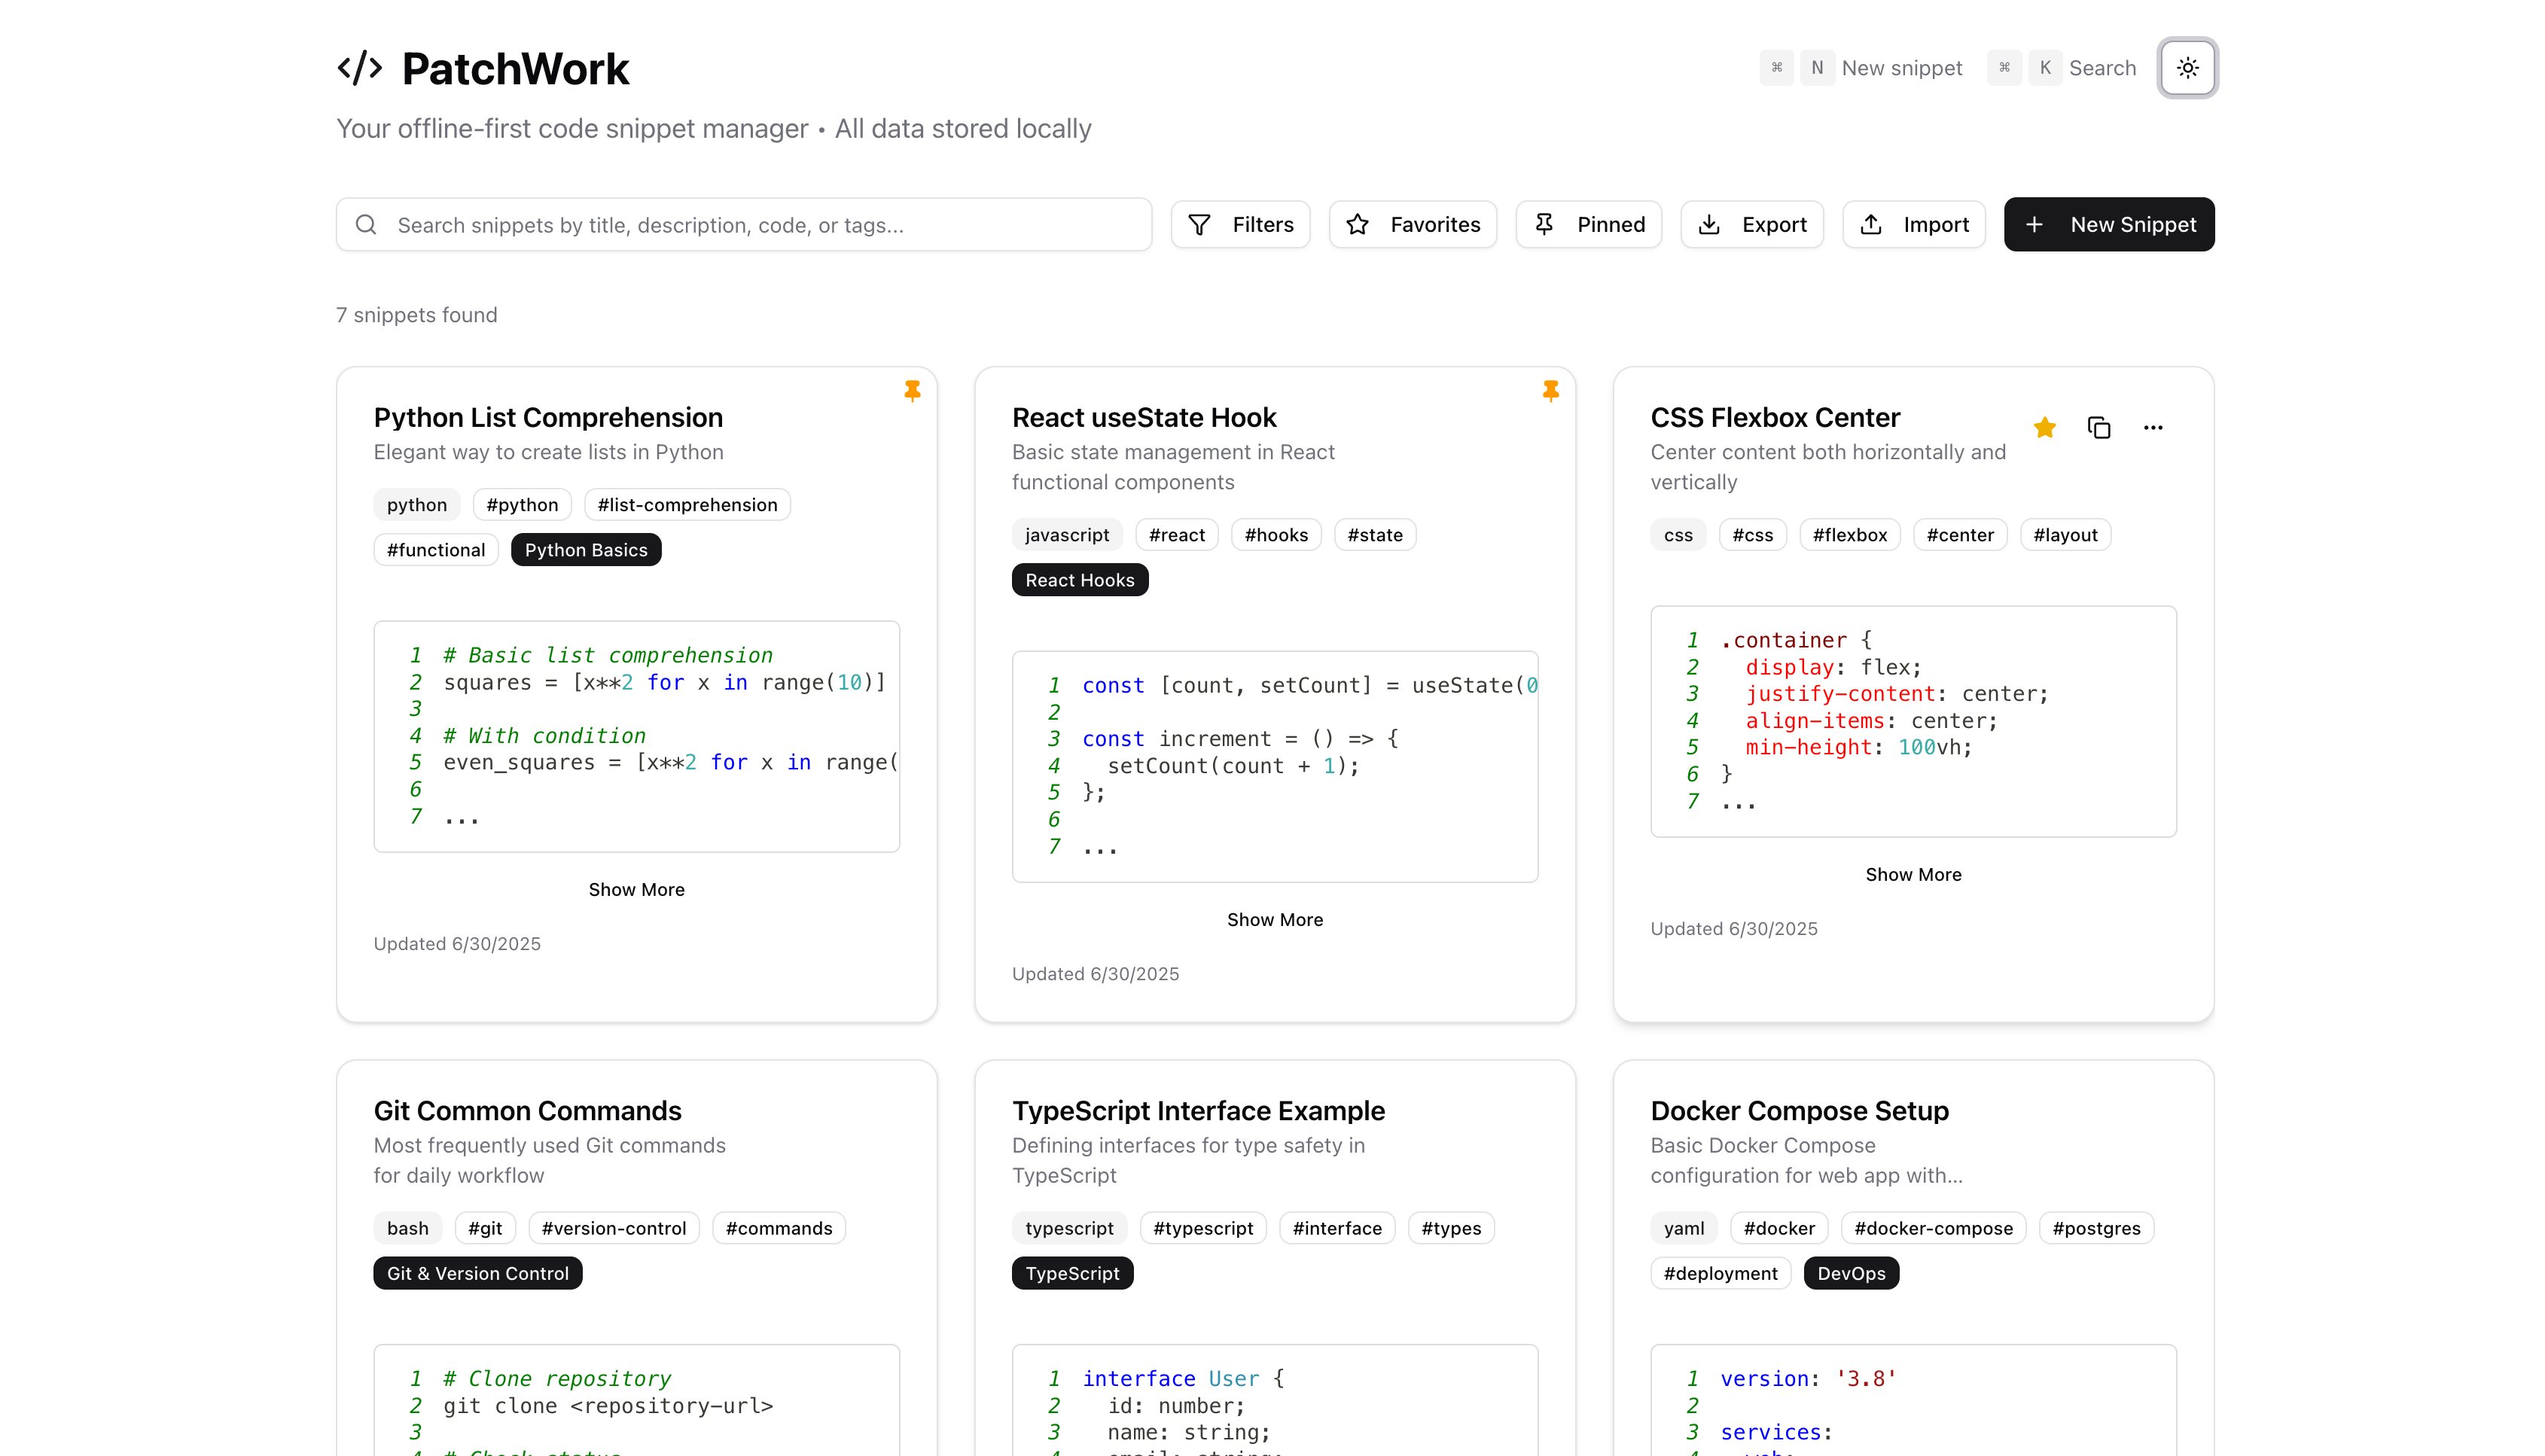 </> PatchWork
⌘ N New snippet ⌘ K Search
Your offline-first code snippet manager • All data stored locally
Search snippets by title, description, code, or tags...
Filters
Favorites
Pinned
Export
Import
+ New Snippet
7 snippets found
Python List Comprehension
Elegant way to create lists in Python
python #python #list-comprehension
#functional Python Basics
1 # Basic list comprehension
2 squares = [x**2 for x in range(10)]
3
4 # With condition
5 even_squares = [x**2 for x in range(
6
7 ...
Show More
Updated 6/30/2025
React useState Hook
Basic state management in React
functional components
javascript #react #hooks #state
React Hooks
1 const [count, setCount] = useState(0
2
3 const increment = () => {
4   setCount(count + 1);
5 };
6
7 ...
Show More
Updated 6/30/2025
CSS Flexbox Center
Center content both horizontally and
vertically
css #css #flexbox #center #layout
1 .container {
2   display: flex;
3   justify-content: center;
4   align-items: center;
5   min-height: 100vh;
6 }
7 ...
Show More
Updated 6/30/2025
Git Common Commands
Most frequently used Git commands
for daily workflow
bash #git #version-control #commands
Git & Version Control
1 # Clone repository
2 git clone <repository-url>
3
TypeScript Interface Example
Defining interfaces for type safety in
TypeScript
typescript #typescript #interface #types
TypeScript
1 interface User {
2   id: number;
3   name: string;
Docker Compose Setup
Basic Docker Compose
configuration for web app with...
yaml #docker #docker-compose #postgres
#deployment DevOps
1 version: '3.8'
2
3 services: